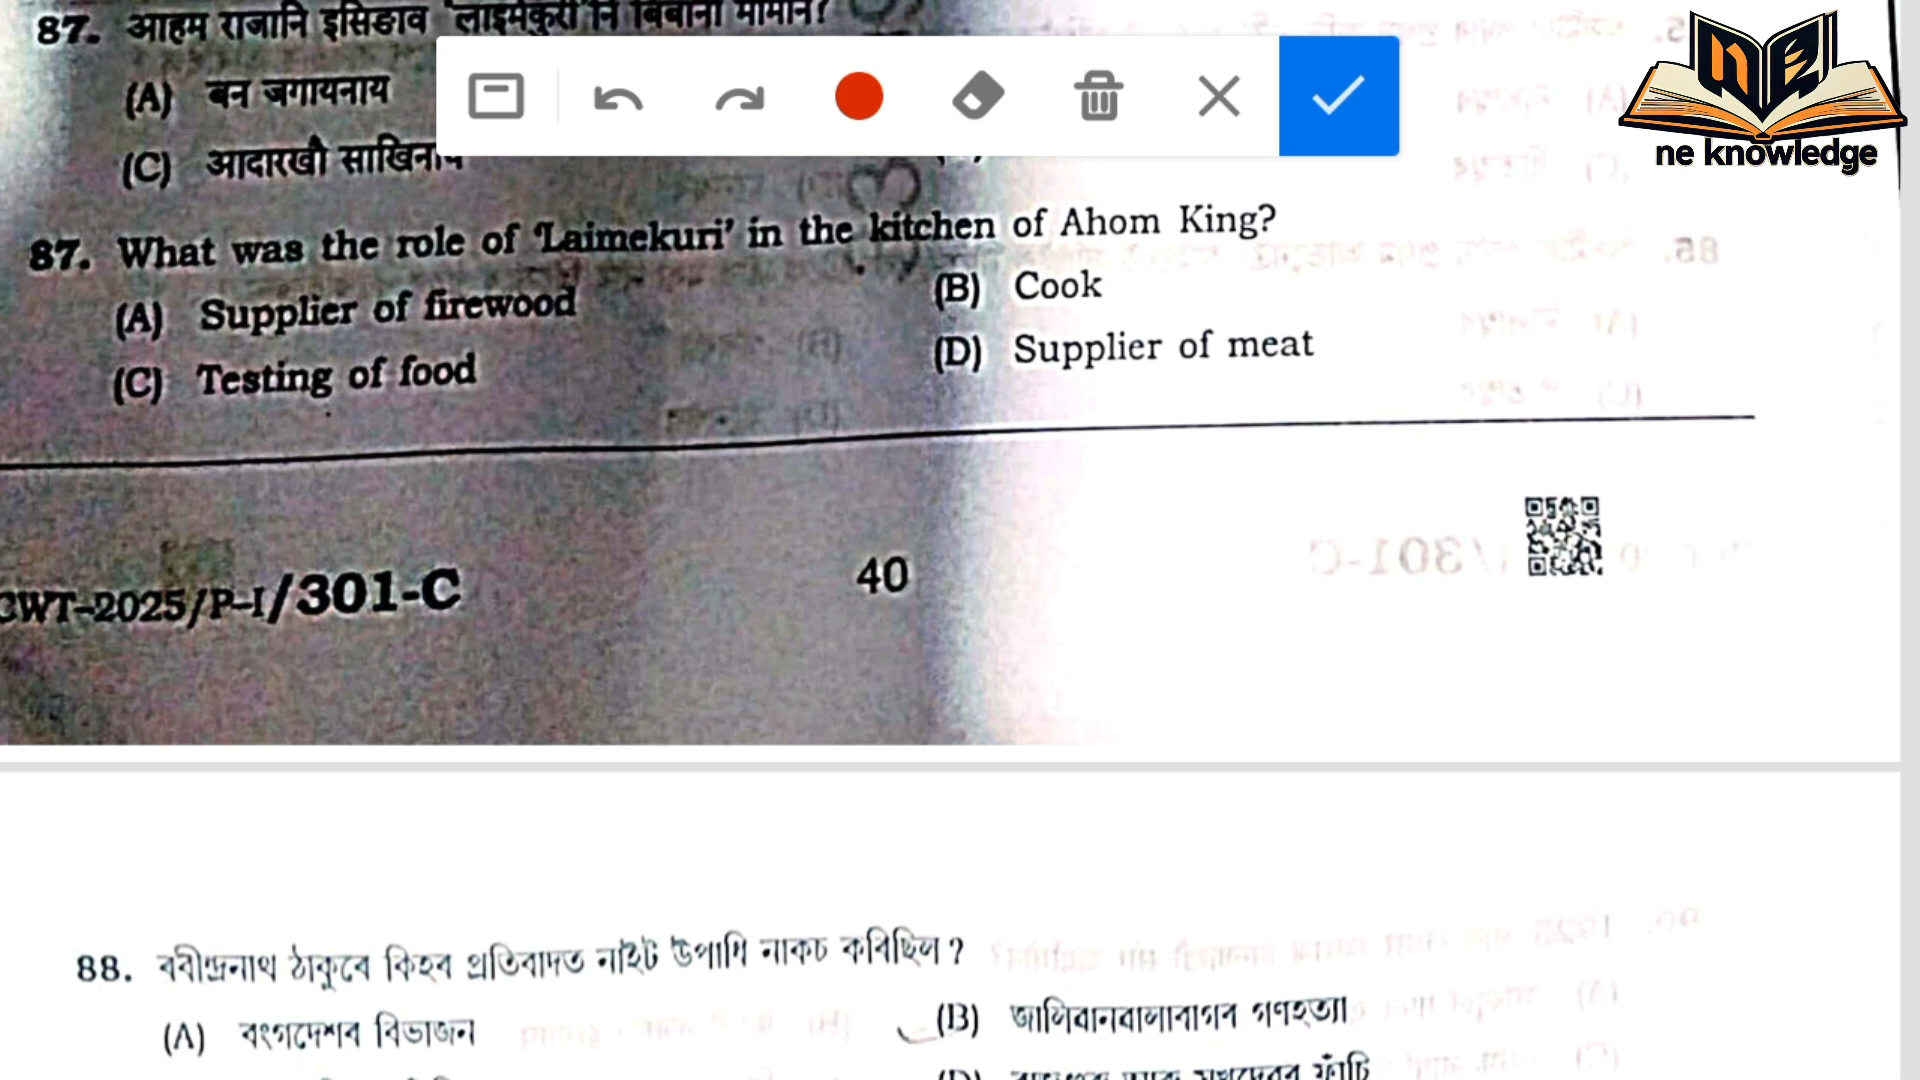 87. आहम राजानि इसिङाव 'लाइमेकुरी'नि बिबाना मामोन?
(A) बन जगायनाय
(C) आदारखौ साखिनाय
ne knowledge
87. What was the role of 'Laimekuri' in the kitchen of Ahom King?
(A) Supplier of firewood
(B) Cook
(C) Testing of food
(D) Supplier of meat
CWT-2025/P-I/301-C
40
88. ৰবীন্দ্ৰনাথ ঠাকুৰে কিহৰ প্ৰতিবাদত নাইট উপাধি নাকচ কৰিছিল ?
(A) বংগদেশৰ বিভাজন
(B) জালিৱানৱালাবাগৰ গণহত্যা
(D) ফাঁচি